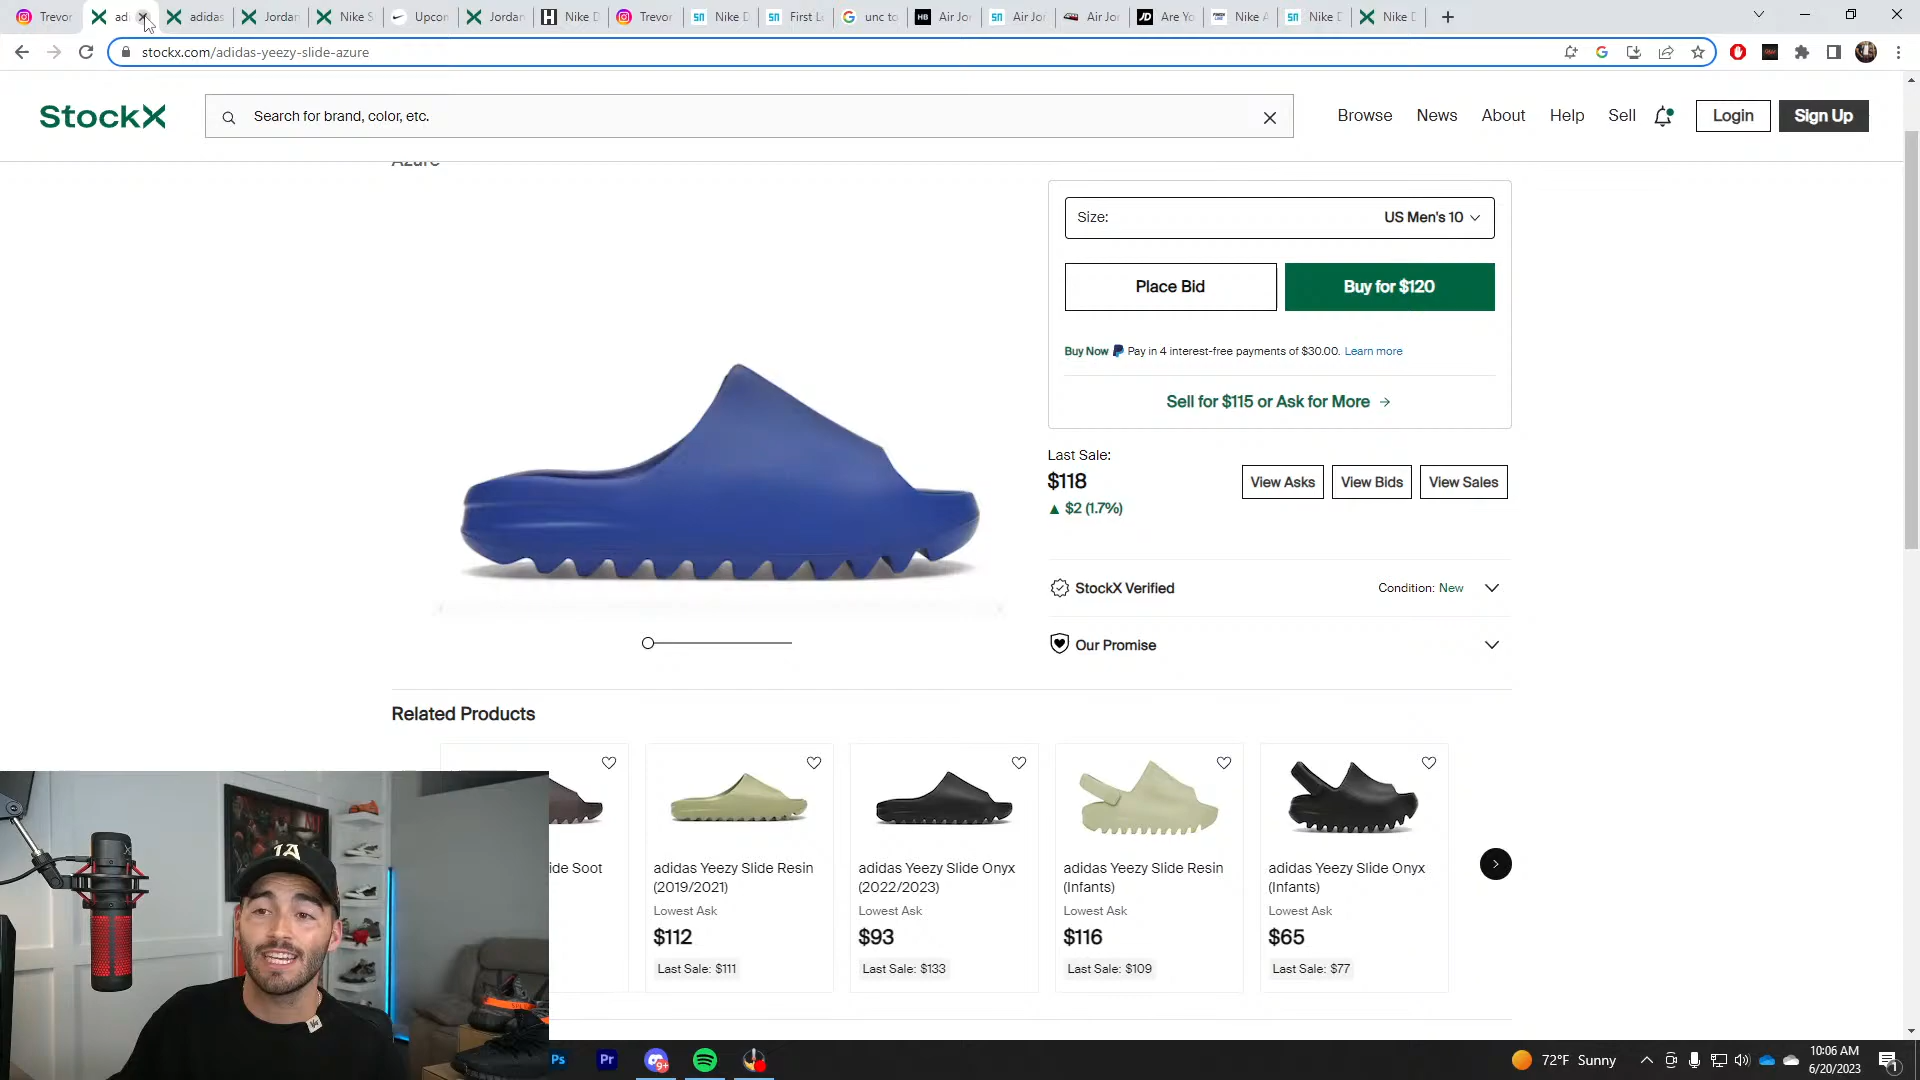 Trevor
adi
adidas
Jordan
Nike S
Upcon
Jordan
Nike D
Trevor
Nike D
First L
unc to
Air Jor
Air Jor
Air Jor
Are Yo
Nike A
Nike D
Nike D
stockx.com/adidas-yeezy-slide-azure
StockX
Search for brand, color, etc.
Browse
News
About
Help
Sell
Login
Sign Up
Azure
Size:
US Men's 10
Place Bid
Buy for $120
Buy Now Pay in 4 interest-free payments of $30.00. Learn more
Sell for $115 or Ask for More →
Last Sale:
$118
▲ $2 (1.7%)
View Asks
View Bids
View Sales
StockX Verified
Condition: New
Our Promise
Related Products
ide Soot
adidas Yeezy Slide Resin
(2019/2021)
Lowest Ask
$112
Last Sale: $111
adidas Yeezy Slide Onyx
(2022/2023)
Lowest Ask
$93
Last Sale: $133
adidas Yeezy Slide Resin
(Infants)
Lowest Ask
$116
Last Sale: $109
adidas Yeezy Slide Onyx
(Infants)
Lowest Ask
$65
Last Sale: $77
LA
Ps
Pr
9+
72°F Sunny
10:06 AM
6/20/2023
1